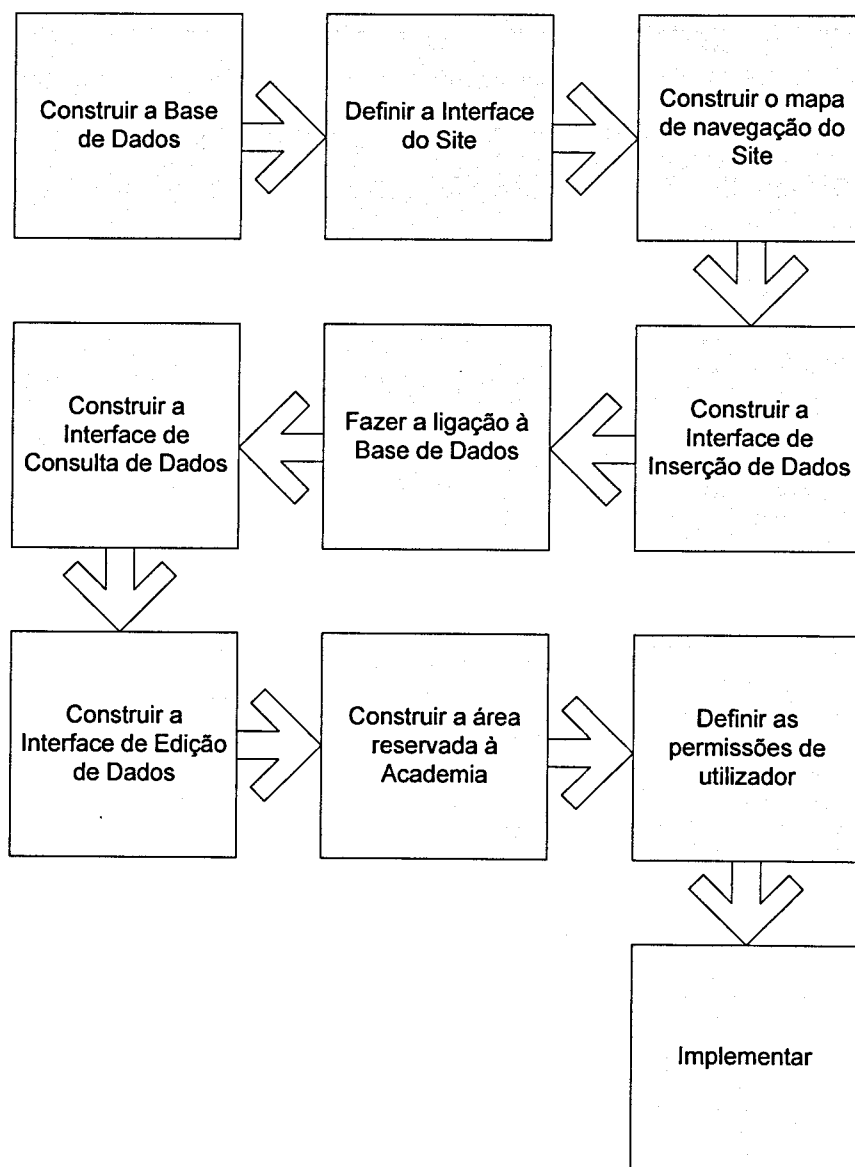 Construir a Base
de Dados
Definir a Interface
do Site
Construir o mapa
de navegação do
Site
Construir a
Interface de
Inserção de Dados
Fazer a ligação à
Base de Dados
Construir a
Interface de
Consulta de Dados
Construir a
Interface de Edição
de Dados
Construir a área
reservada à
Academia
Definir as
permissões de
utilizador
Implementar